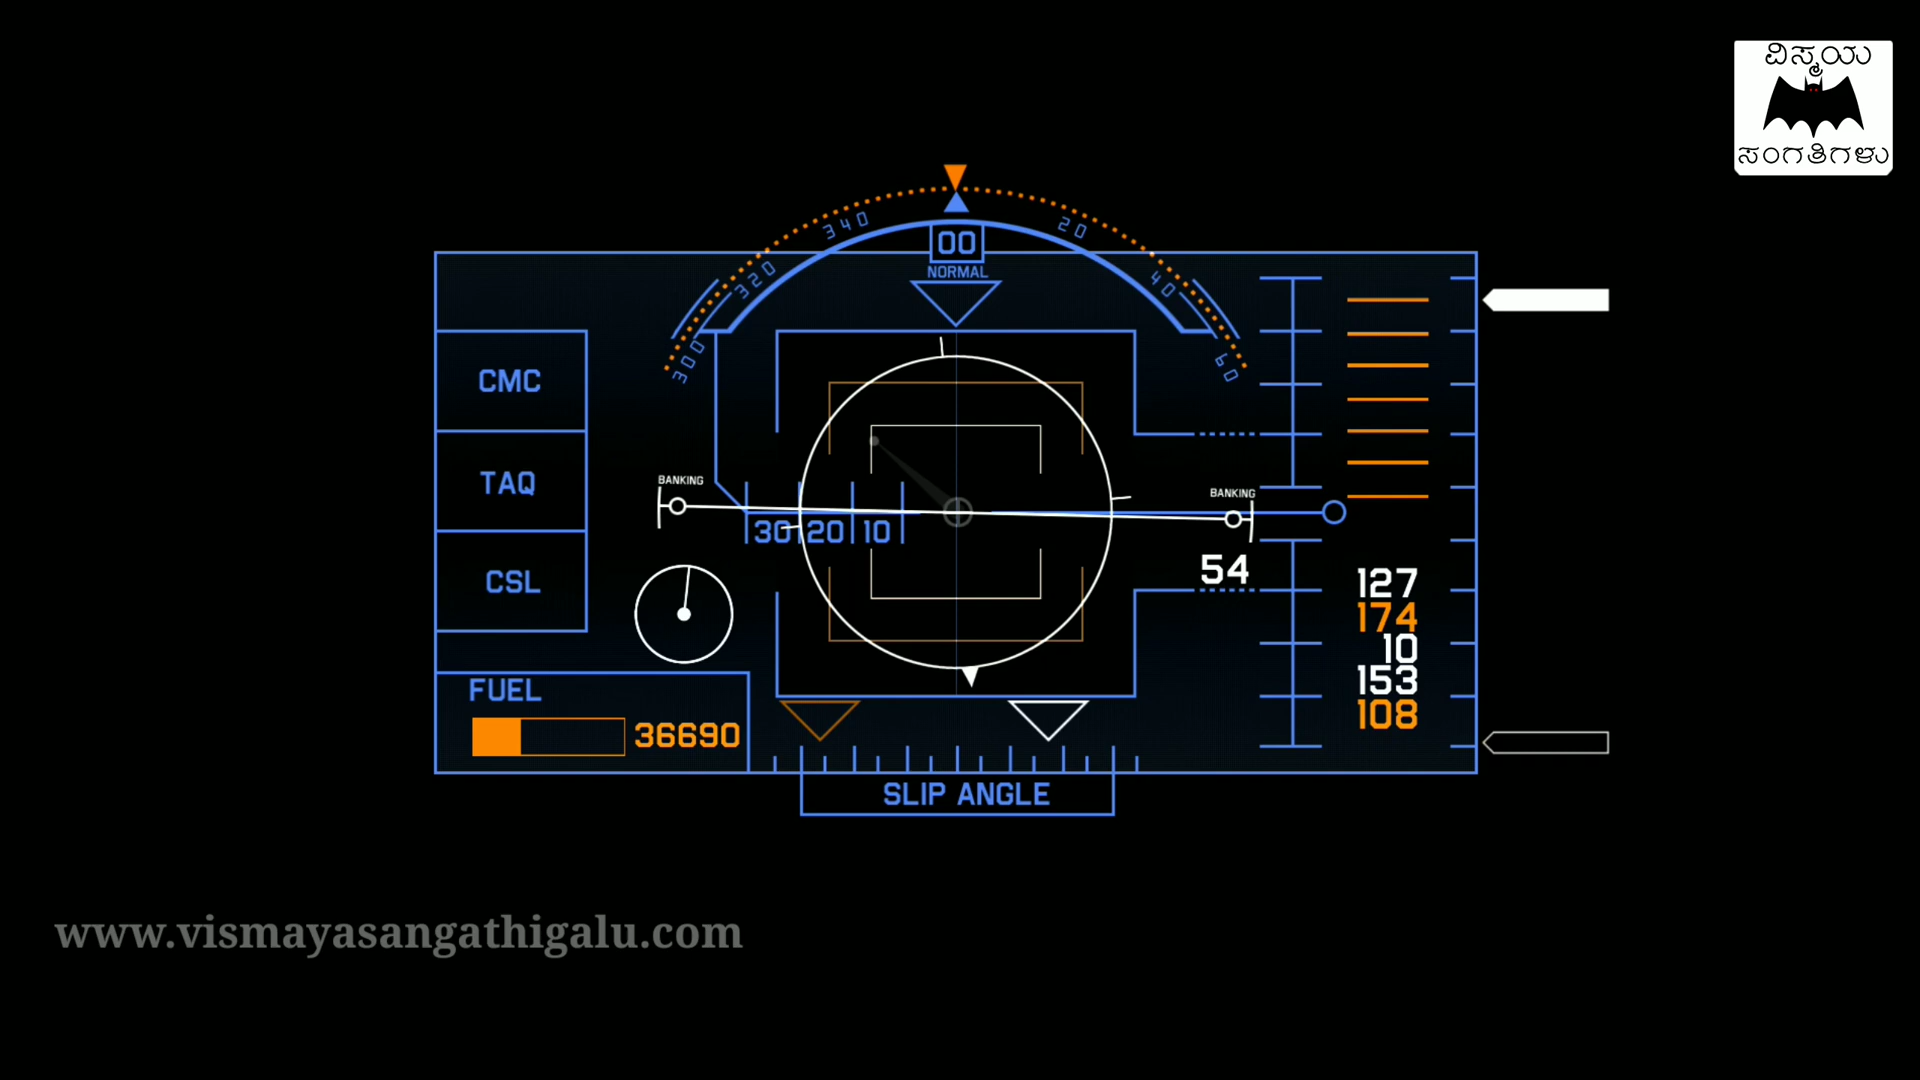 ವಿಸ್ಮಯ
ಸಂಗತಿಗಳು
340
20
00
320
NORMAL
40
300
60
CMC
TAQ
BANKING
BANKING
30 20 10
54
CSL
127
174
10
153
108
FUEL
36690
SLIP ANGLE
www.vismayasangathigalu.com